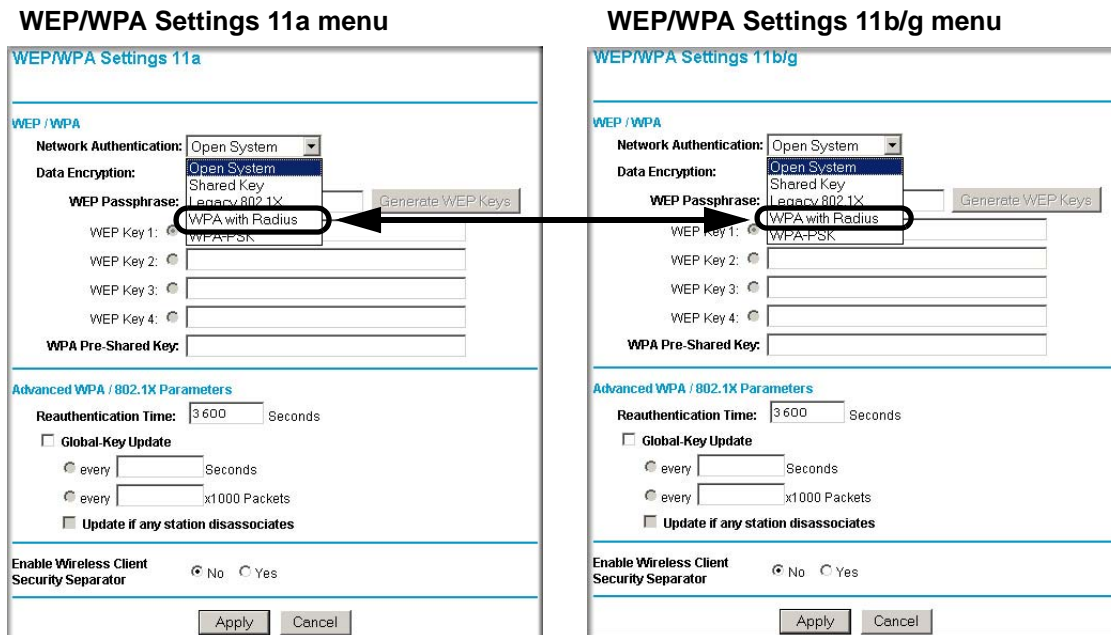 WEP/WPA Settings 11a menu
WEP/WPA Settings 11a
WEP / WPA
Network Authentication: Open System
Open System
Data Encryption:
Shared Key
Legacy 802.1X
WEP Passphrase: Generate WEP Keys
WPA with Radius
WEP Key 1:
WPA-PSK
WEP Key 2:
WEP Key 3:
WEP Key 4:
WPA Pre-Shared Key:
Advanced WPA / 802.1X Parameters
Reauthentication Time: 3600 Seconds
Global-Key Update
every Seconds
every x1000 Packets
Update if any station disassociates
Enable Wireless Client
Security Separator No Yes
Apply Cancel
WEP/WPA Settings 11b/g menu
WEP/WPA Settings 11b/g
WEP / WPA
Network Authentication: Open System
Open System
Data Encryption:
Shared Key
Legacy 802.1X
WEP Passphrase: Generate WEP Keys
WPA with Radius
WEP Key 1:
WPA-PSK
WEP Key 2:
WEP Key 3:
WEP Key 4:
WPA Pre-Shared Key:
Advanced WPA / 802.1X Parameters
Reauthentication Time: 3600 Seconds
Global-Key Update
every Seconds
every x1000 Packets
Update if any station disassociates
Enable Wireless Client
Security Separator No Yes
Apply Cancel